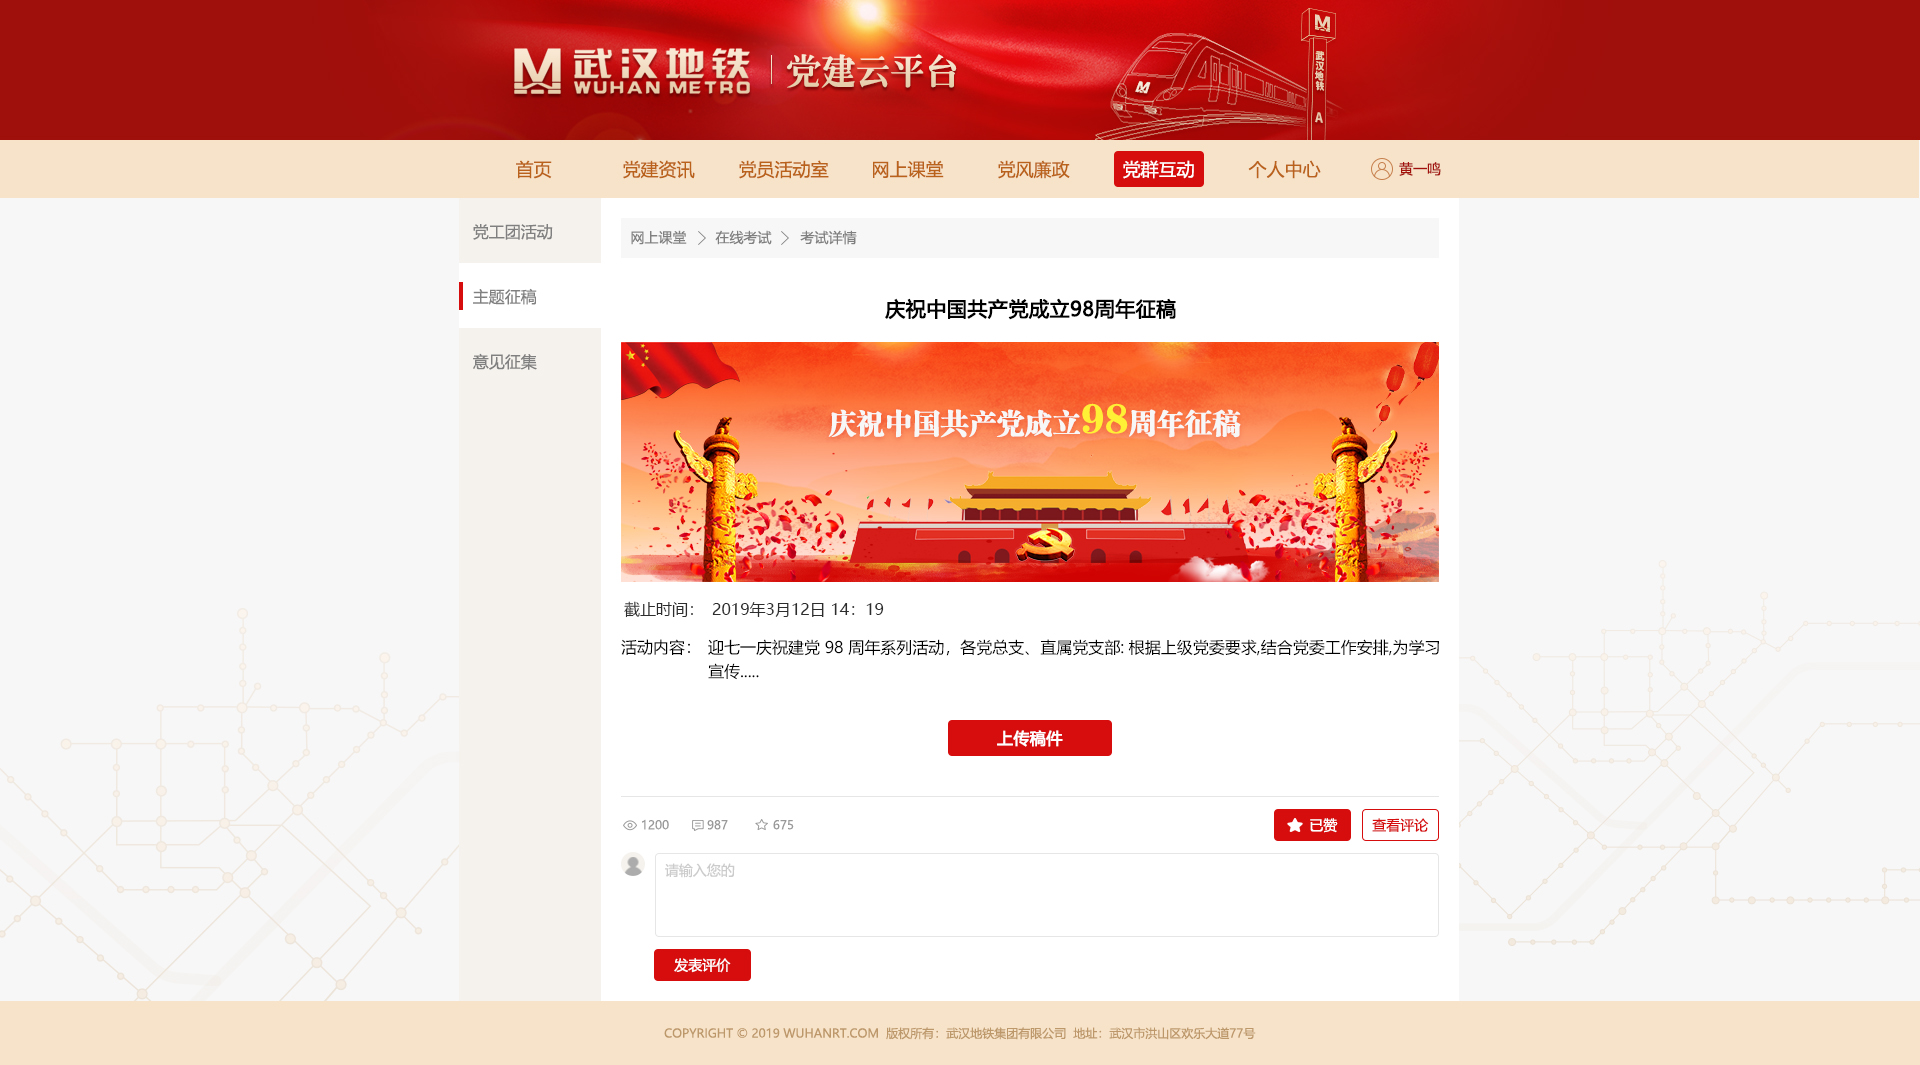 武汉地铁
WUHAN METRO
党建云平台
M
武汉地铁
A
首页 党建资讯 党员活动室 网上课堂 党风廉政 党群互动 个人中心 黄一鸣
党工团活动
主题征稿
意见征集
网上课堂 > 在线考试 > 考试详情
庆祝中国共产党成立98周年征稿
庆祝中国共产党成立98周年征稿
截止时间： 2019年3月12日 14：19
活动内容： 迎七一庆祝建党 98 周年系列活动，各党总支、直属党支部: 根据上级党委要求,结合党委工作安排,为学习
宣传.....
上传稿件
1200 987 675
已赞 查看评论
请输入您的
发表评价
COPYRIGHT © 2019 WUHANRT.COM 版权所有：武汉地铁集团有限公司 地址：武汉市洪山区欢乐大道77号